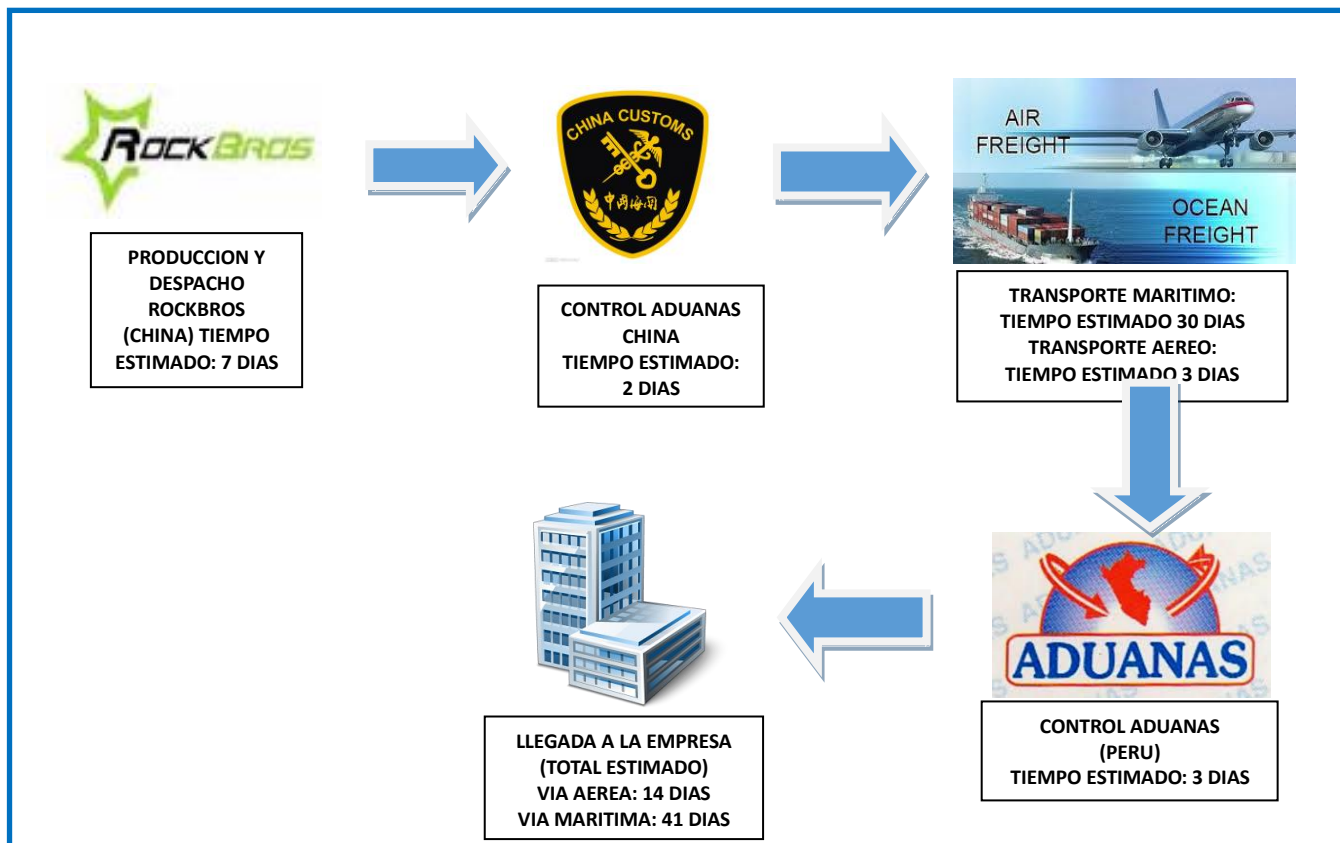 ROCKBROS
PRODUCCION Y
DESPACHO
ROCKBROS
(CHINA) TIEMPO
ESTIMADO: 7 DIAS
CHINA CUSTOMS
中国海关
CONTROL ADUANAS
CHINA
TIEMPO ESTIMADO:
2 DIAS
AIR
FREIGHT
OCEAN
FREIGHT
TRANSPORTE MARITIMO:
TIEMPO ESTIMADO 30 DIAS
TRANSPORTE AEREO:
TIEMPO ESTIMADO 3 DIAS
ADUANAS
CONTROL ADUANAS
(PERU)
TIEMPO ESTIMADO: 3 DIAS
LLEGADA A LA EMPRESA
(TOTAL ESTIMADO)
VIA AEREA: 14 DIAS
VIA MARITIMA: 41 DIAS